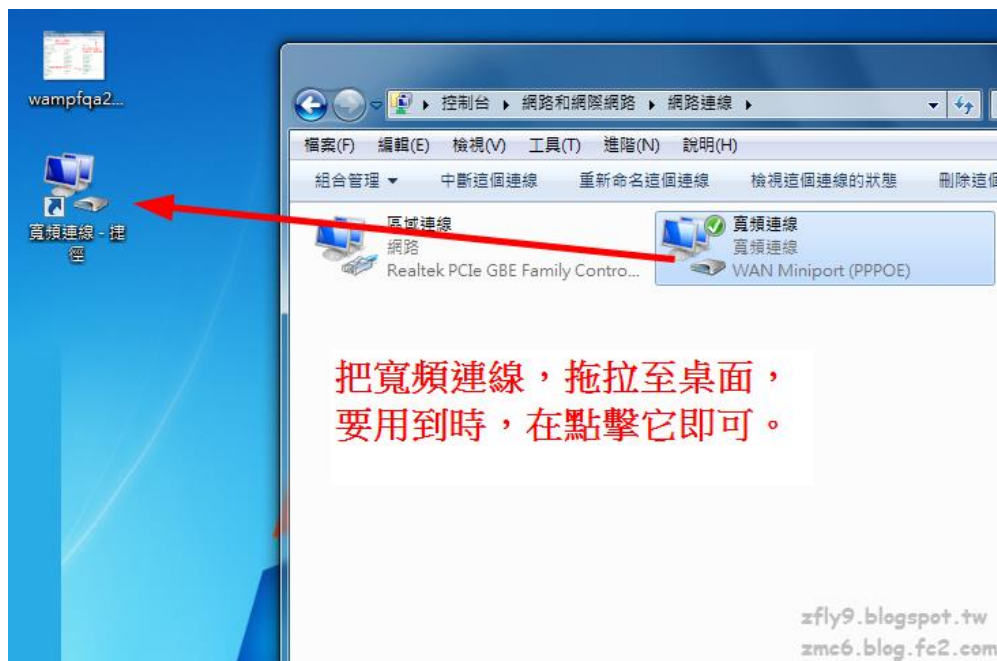 wampfqa2...
寬頻連線 - 捷
徑
控制台 ▸ 網路和網際網路 ▸ 網路連線 ▸
檔案(F) 編輯(E) 檢視(V) 工具(T) 進階(N) 說明(H)
組合管理 ▼ 中斷這個連線 重新命名這個連線 檢視這個連線的狀態 刪除這個
區域連線
網路
Realtek PCIe GBE Family Contro...
寬頻連線
寬頻連線
WAN Miniport (PPPOE)
把寬頻連線，拖拉至桌面，
要用到時，在點擊它即可。
zfly9.blogspot.tw
zmc6.blog.fc2.com